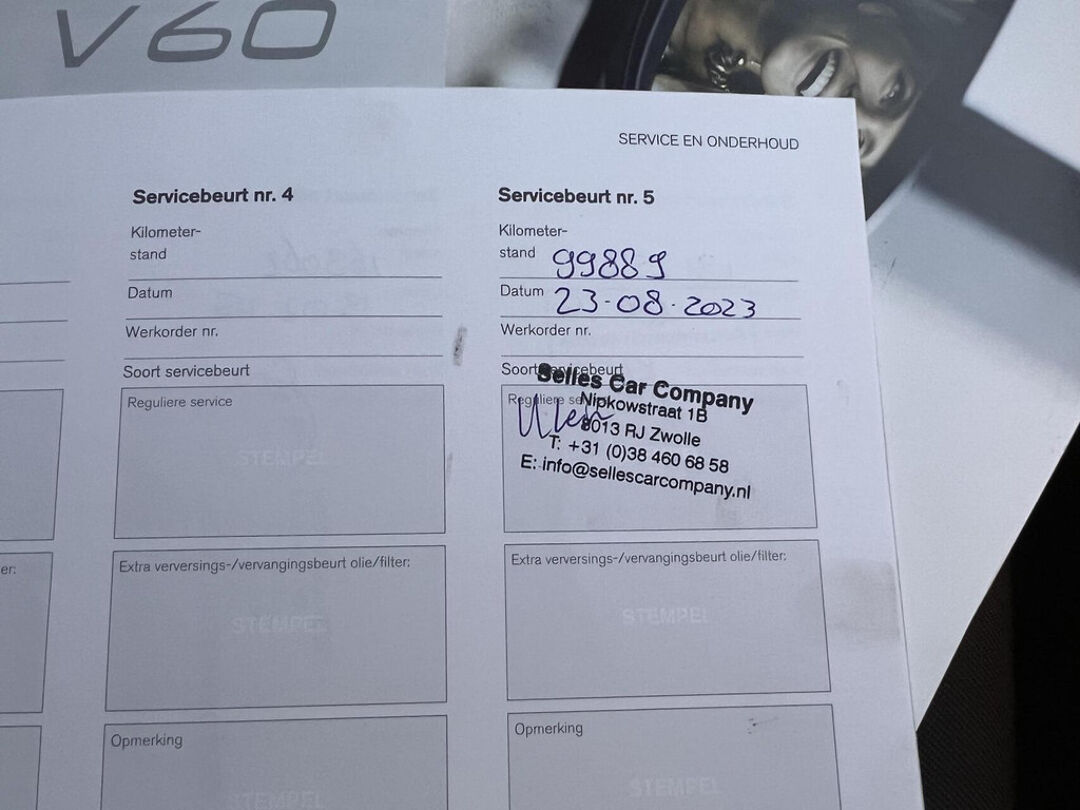 V60
SERVICE EN ONDERHOUD
Servicebeurt nr. 4
Kilometer-
stand
Datum
Werkorder nr.
Soort servicebeurt
Reguliere service
STEMPEL
Extra verversings-/vervangingsbeurt olie/filter:
STEMPEL
Opmerking
STEMPEL
Servicebeurt nr. 5
Kilometer-
stand 99889
Datum 23-08-2023
Werkorder nr.
Soort servicebeurt
Reguliere
Selles Car Company
Nipkowstraat 1B
8013 RJ Zwolle
T: +31 (0)38 460 68 58
E: info@sellescarcompany.nl
Extra verversings-/vervangingsbeurt olie/filter:
STEMPEL
Opmerking
STEMPEL
er: